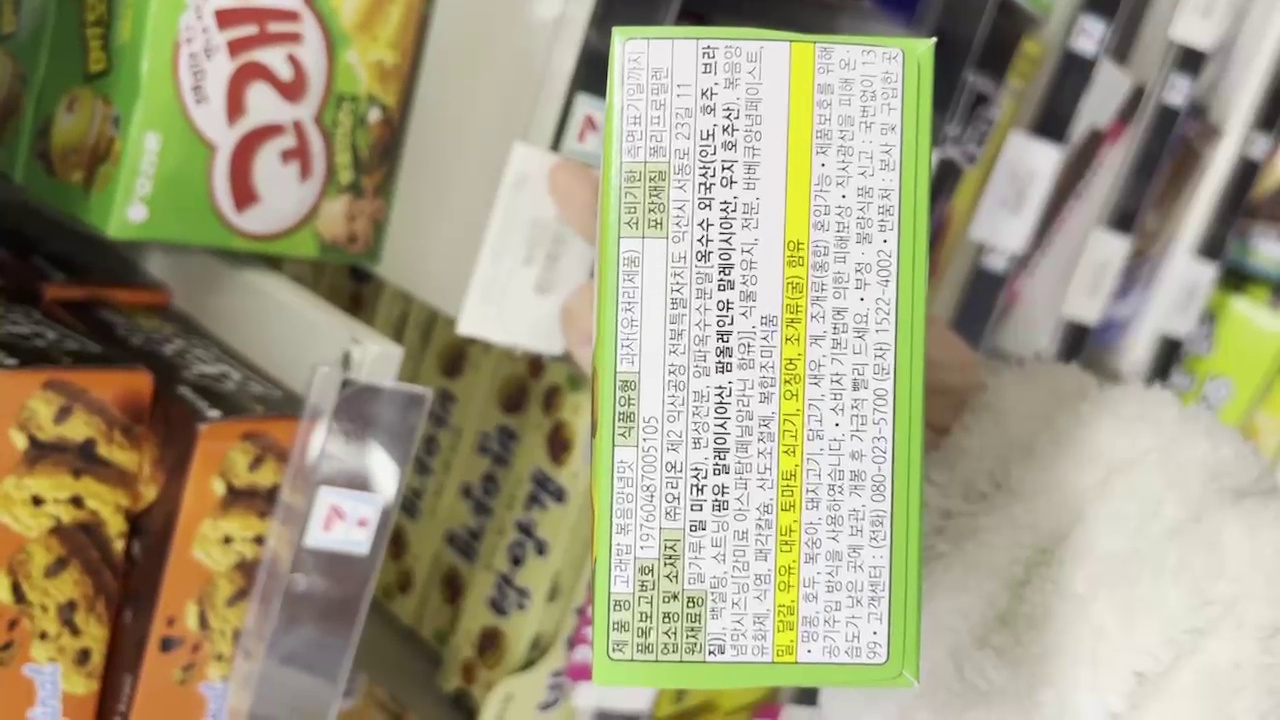 inal
오리온
고래
7
마켓오
박양갱
제 품 명 고래밥 볶음양념맛 식품유형 과자(유처리제품) 소비기한 측면표기일까지
품목보고번호 19760487005105 포장재질 폴리프로필렌
업소명 및 소재지 ㈜오리온 제2 익산공장 전북특별자치도 익산시 서동로 23길 11
원재료명 밀가루(밀 미국산), 변성전분, 알파옥수수분말[옥수수 외국산(인도, 호주, 브라
질)], 백설탕, 쇼트닝(팜유 말레이시아산, 팜올레인유 말레이시아산, 우지 호주산), 볶음양
념맛시즈닝[감미료 아스파탐(페닐알라닌 함유)], 식물성유지, 전분, 바베큐양념페이스트,
유화제, 식염, 패각칼슘, 산도조절제, 복합조미식품
밀, 달걀, 우유, 대두, 토마토, 쇠고기, 오징어, 조개류(굴) 함유
• 땅콩, 호두, 복숭아, 돼지고기, 닭고기, 새우, 게, 조개류(홍합) 혼입가능 • 제품보호를 위해
공기주입 방식을 사용하였습니다. • 소비자 기본법에 의한 피해보상 • 직사광선을 피해 온·
습도가 낮은 곳에 보관, 개봉 후 가급적 빨리 드세요. • 부정·불량식품 신고 : 국번없이 13
99 • 고객센터 : (전화) 080-023-5700 (문자) 1522-4002 • 반품처 : 본사 및 구입한 곳